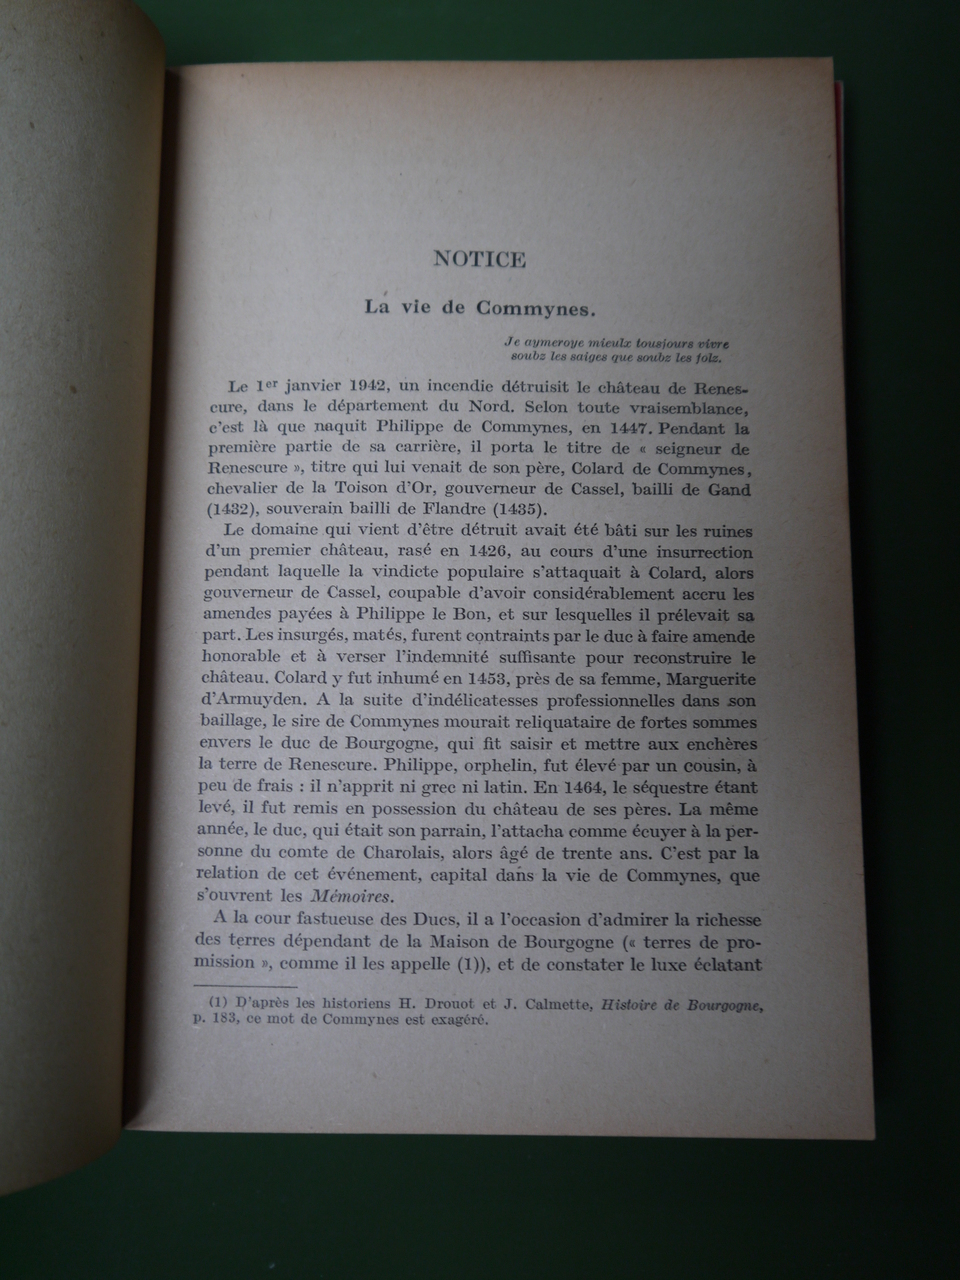 NOTICE
La vie de Commynes.
Je aymeroye mieulx tousjours vivre
soubz les saiges que soubz les folz.
Le 1er janvier 1942, un incendie détruisit le château de Renes-
cure, dans le département du Nord. Selon toute vraisemblance,
c'est là que naquit Philippe de Commynes, en 1447. Pendant la
première partie de sa carrière, il porta le titre de « seigneur de
Renescure », titre qui lui venait de son père, Colard de Commynes,
chevalier de la Toison d'Or, gouverneur de Cassel, bailli de Gand
(1432), souverain bailli de Flandre (1435).
Le domaine qui vient d'être détruit avait été bâti sur les ruines
d'un premier château, rasé en 1426, au cours d'une insurrection
pendant laquelle la vindicte populaire s'attaquait à Colard, alors
gouverneur de Cassel, coupable d'avoir considérablement accru les
amendes payées à Philippe le Bon, et sur lesquelles il prélevait sa
part. Les insurgés, matés, furent contraints par le duc à faire amende
honorable et à verser l'indemnité suffisante pour reconstruire le
château. Colard y fut inhumé en 1453, près de sa femme, Marguerite
d'Armuyden. A la suite d'indélicatesses professionnelles dans son
baillage, le sire de Commynes mourait reliquataire de fortes sommes
envers le duc de Bourgogne, qui fit saisir et mettre aux enchères
la terre de Renescure. Philippe, orphelin, fut élevé par un cousin, à
peu de frais : il n'apprit ni grec ni latin. En 1464, le séquestre étant
levé, il fut remis en possession du château de ses pères. La même
année, le duc, qui était son parrain, l'attacha comme écuyer à la per-
sonne du comte de Charolais, alors âgé de trente ans. C'est par la
relation de cet événement, capital dans la vie de Commynes, que
s'ouvrent les Mémoires.
A la cour fastueuse des Ducs, il a l'occasion d'admirer la richesse
des terres dépendant de la Maison de Bourgogne (« terres de pro-
mission », comme il les appelle (1)), et de constater le luxe éclatant
(1) D'après les historiens H. Drouot et J. Calmette, Histoire de Bourgogne,
p. 183, ce mot de Commynes est exagéré.